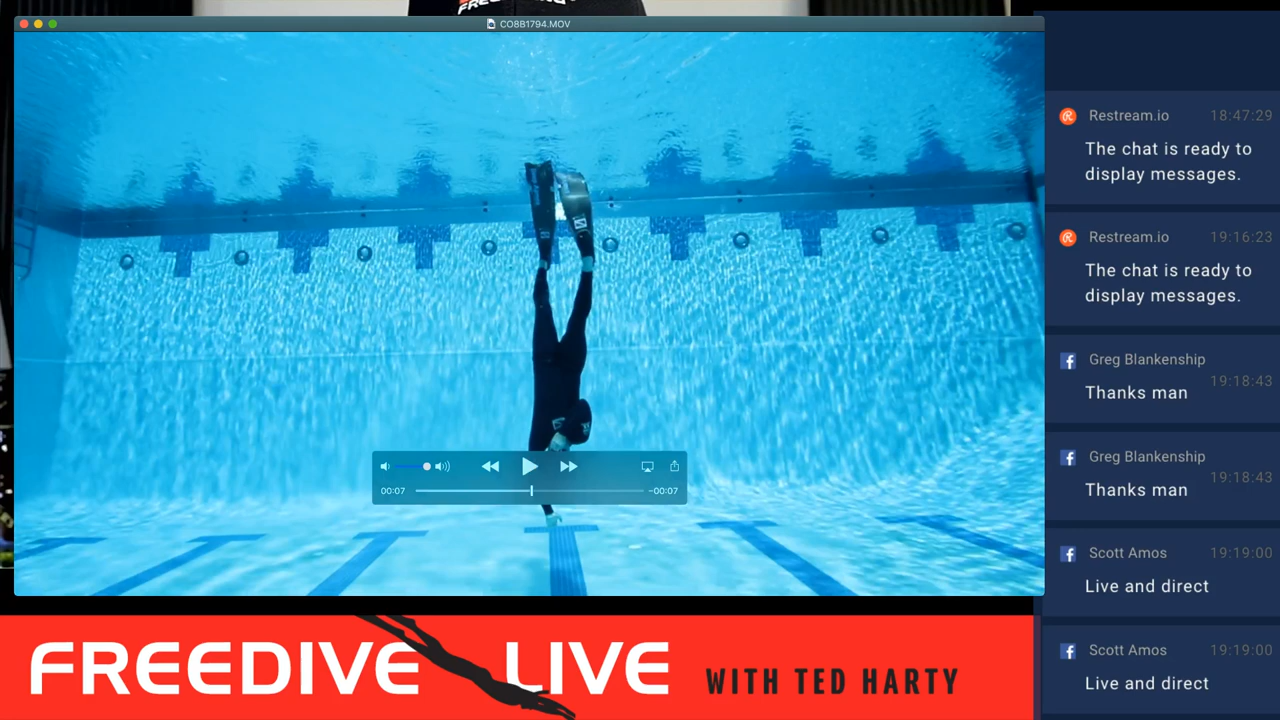 CO8B1794.MOV
00:07
-00:07
Restream.io 18:47:29
The chat is ready to
display messages.
Restream.io 19:16:23
The chat is ready to
display messages.
Greg Blankenship
19:18:43
Thanks man
Greg Blankenship
19:18:43
Thanks man
Scott Amos 19:19:00
Live and direct
Scott Amos 19:19:00
Live and direct
FREEDIVE LIVE WITH TED HARTY